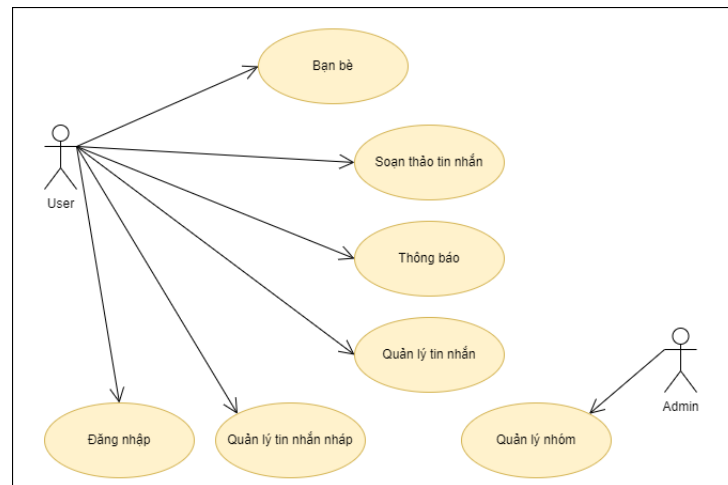 Bạn bè
Soạn thảo tin nhắn
User
Thông báo
Quản lý tin nhắn
Admin
Đăng nhập
Quản lý tin nhắn nháp
Quản lý nhóm